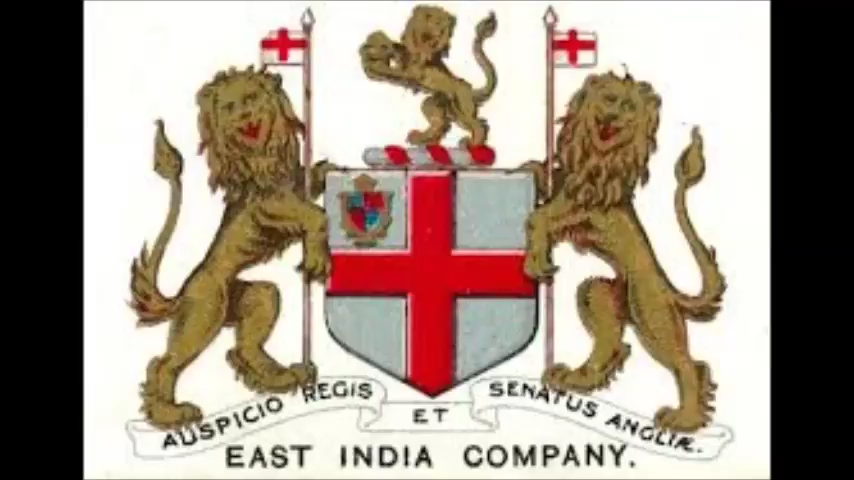 AUSPICIO REGIS ET SENATUS ANGLIÆ.
EAST INDIA COMPANY.